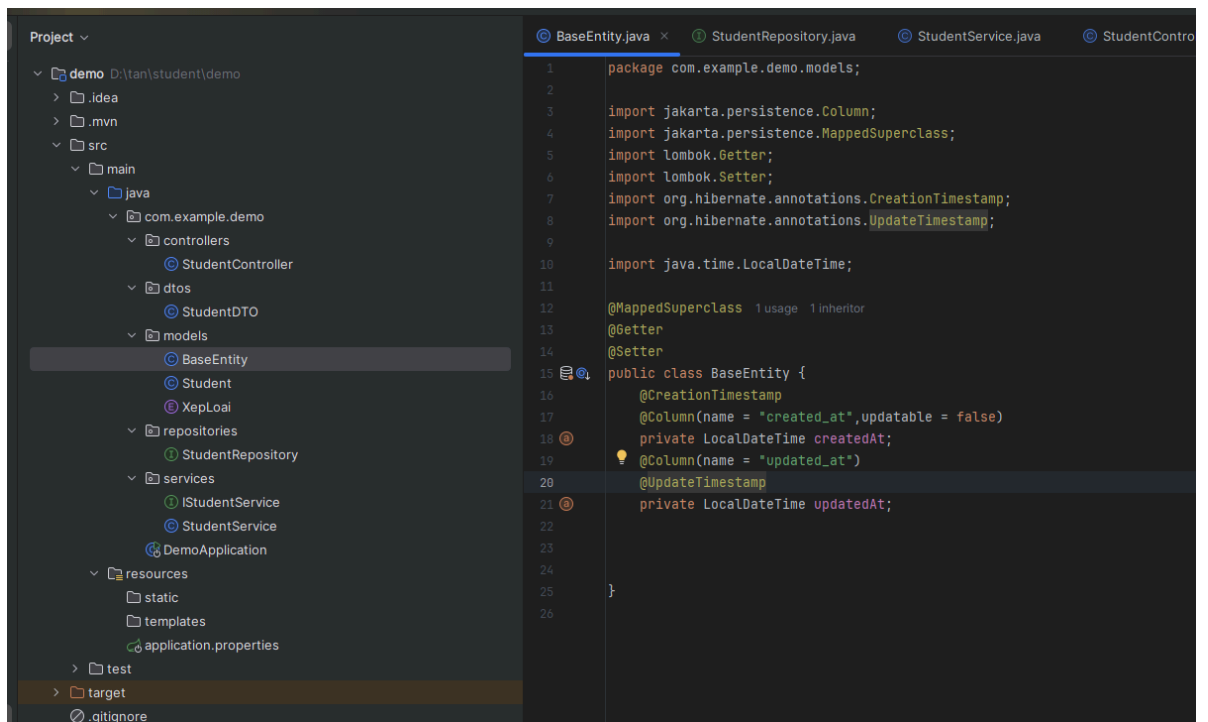 Project
demo D:\tan\student\demo
.idea
.mvn
src
main
java
com.example.demo
controllers
StudentController
dtos
StudentDTO
models
BaseEntity
Student
XepLoai
repositories
StudentRepository
services
IStudentService
StudentService
DemoApplication
resources
static
templates
application.properties
test
target
.gitignore
BaseEntity.java StudentRepository.java StudentService.java StudentContro
1 package com.example.demo.models;
2
3 import jakarta.persistence.Column;
4 import jakarta.persistence.MappedSuperclass;
5 import lombok.Getter;
6 import lombok.Setter;
7 import org.hibernate.annotations.CreationTimestamp;
8 import org.hibernate.annotations.UpdateTimestamp;
9
10 import java.time.LocalDateTime;
11
12 @MappedSuperclass 1 usage 1 inheritor
13 @Getter
14 @Setter
15 public class BaseEntity {
16 @CreationTimestamp
17 @Column(name = "created_at",updatable = false)
18 private LocalDateTime createdAt;
19 @Column(name = "updated_at")
20 @UpdateTimestamp
21 private LocalDateTime updatedAt;
22
23
24
25 }
26